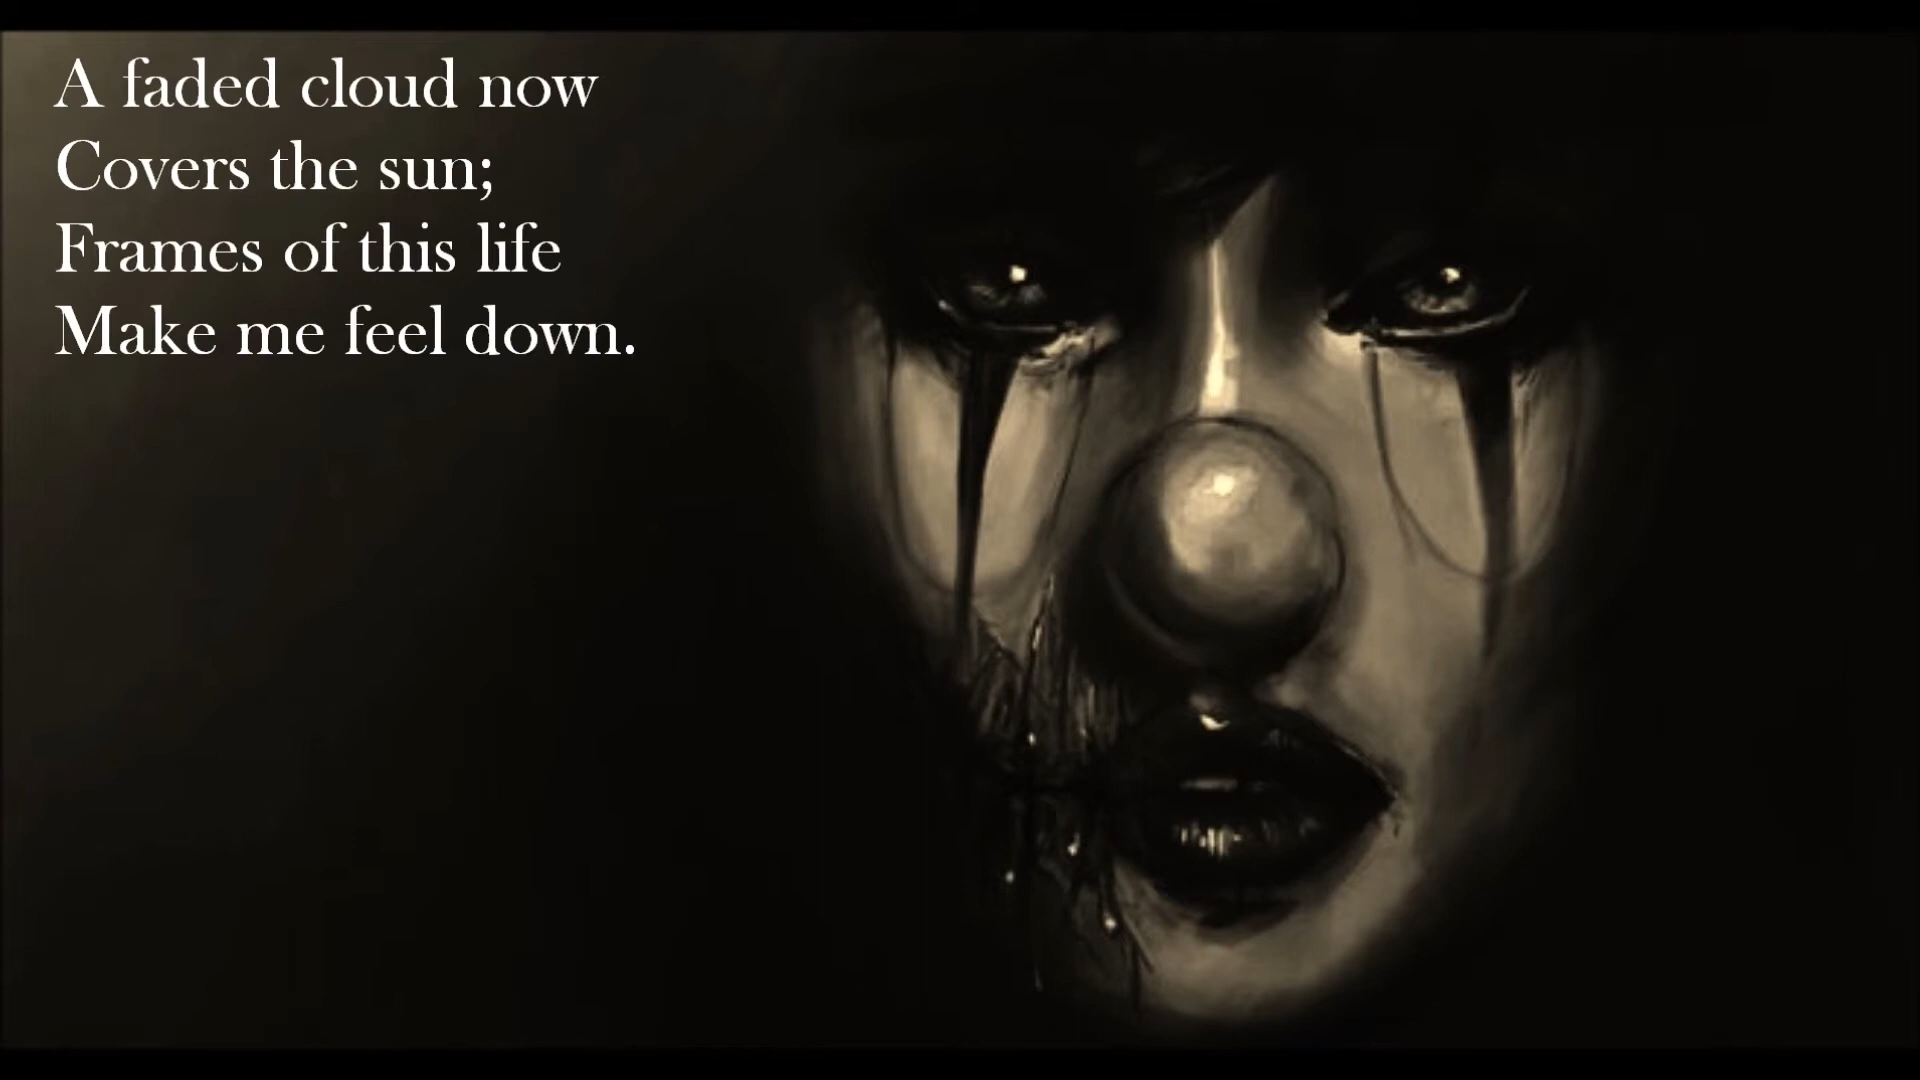 A faded cloud now
Covers the sun;
Frames of this life
Make me feel down.